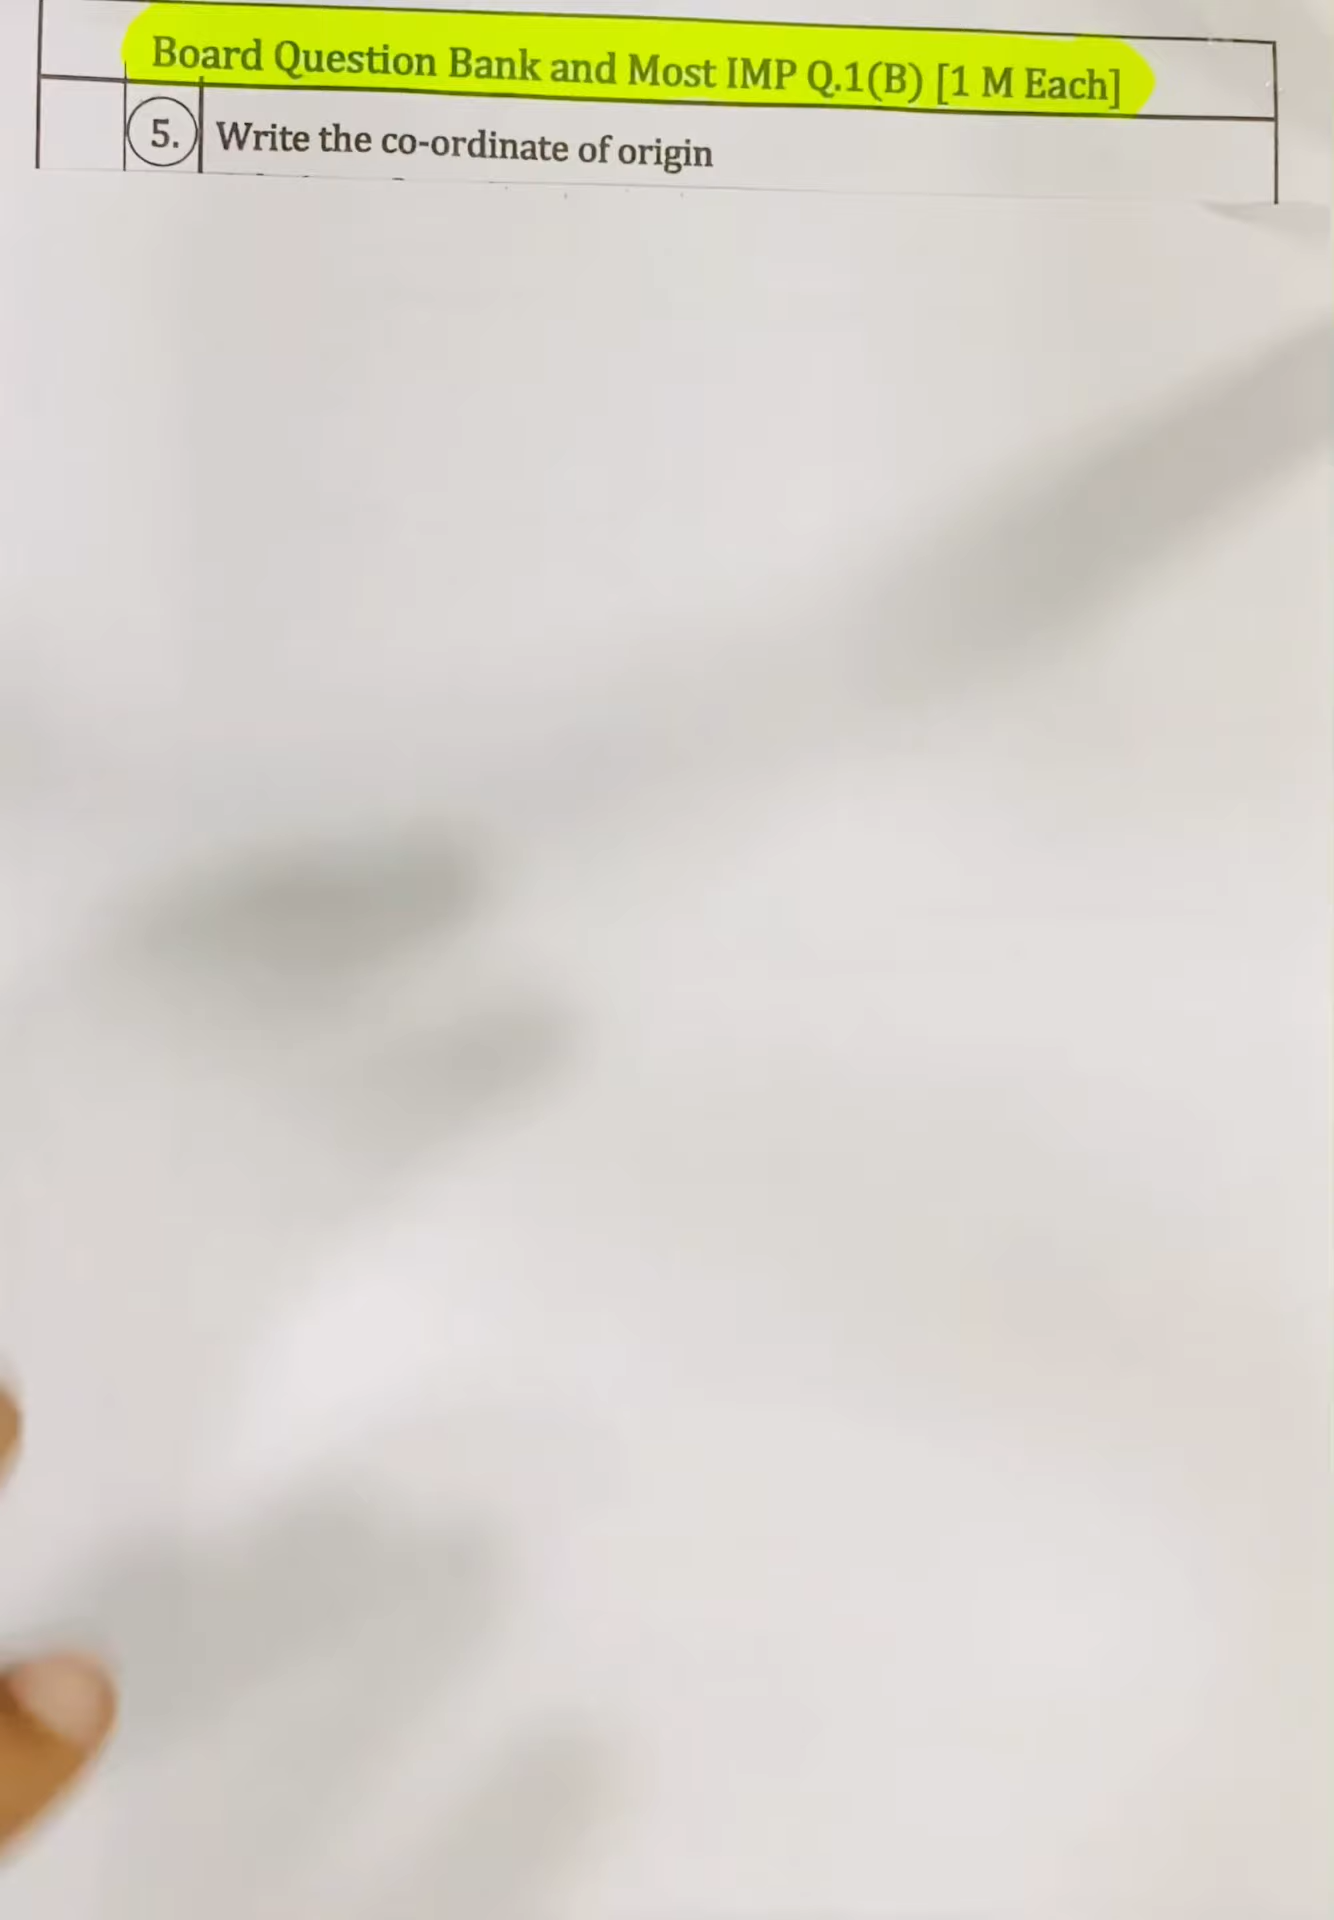 Board Question Bank and Most IMP Q.1(B) [1 M Each]
5. Write the co-ordinate of origin